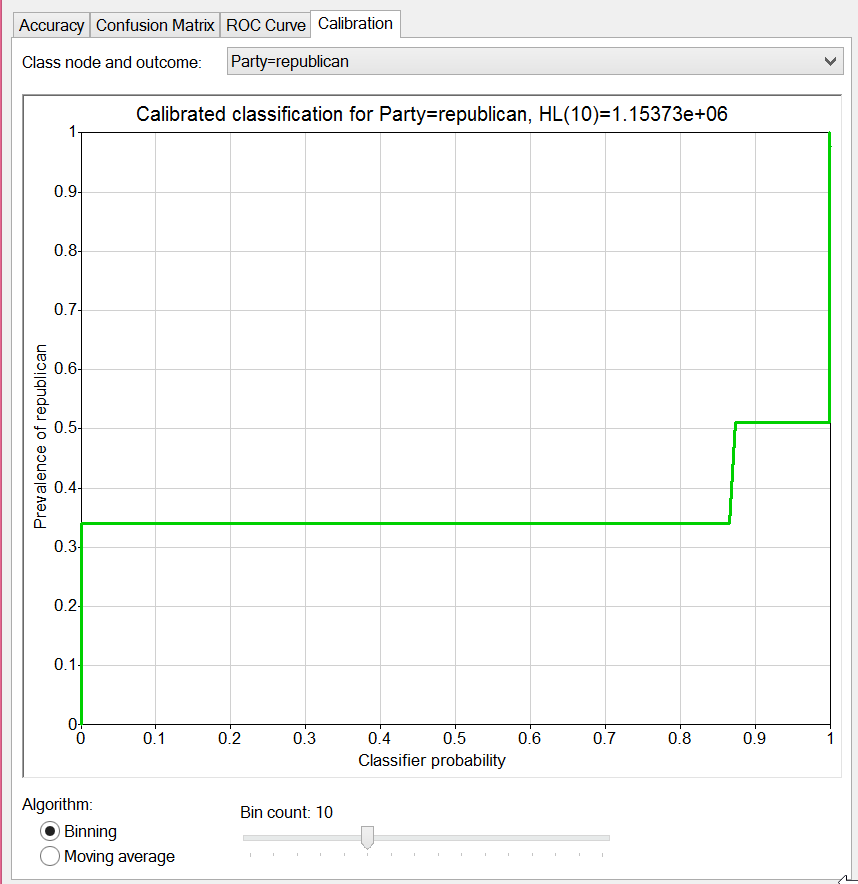 Accuracy Confusion Matrix ROC Curve Calibration
Class node and outcome: Party=republican
Calibrated classification for Party=republican, HL(10)=1.15373e+06
1
0.9
0.8
0.7
0.6
0.5
0.4
0.3
0.2
0.1
0
Prevalence of republican
0 0.1 0.2 0.3 0.4 0.5 0.6 0.7 0.8 0.9 1
Classifier probability
Algorithm:
Binning
Moving average
Bin count: 10